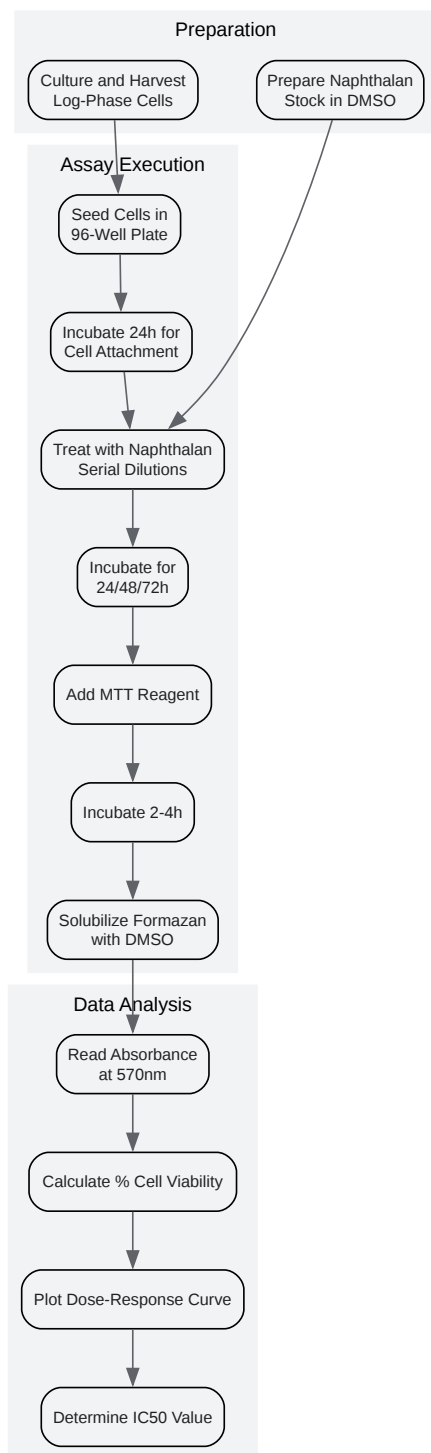 Preparation
Culture and Harvest
Log-Phase Cells
Prepare Naphthalan
Stock in DMSO
Assay Execution
Seed Cells in
96-Well Plate
Incubate 24h for
Cell Attachment
Treat with Naphthalan
Serial Dilutions
Incubate for
24/48/72h
Add MTT Reagent
Incubate 2-4h
Solubilize Formazan
with DMSO
Data Analysis
Read Absorbance
at 570nm
Calculate % Cell Viability
Plot Dose-Response Curve
Determine IC50 Value